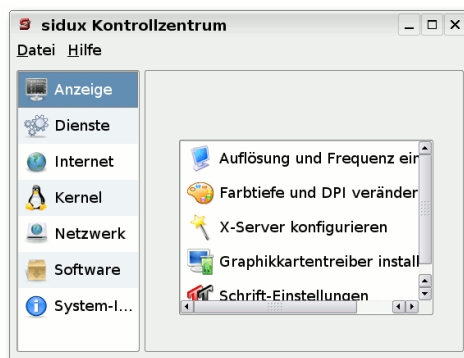 sidux Kontrollzentrum
Datei Hilfe
Anzeige
Dienste
Internet
Kernel
Netzwerk
Software
System-I...
Auflösung und Frequenz ein
Farbtiefe und DPI veränder
X-Server konfigurieren
Graphikkartentreiber install
Schrift-Einstellungen